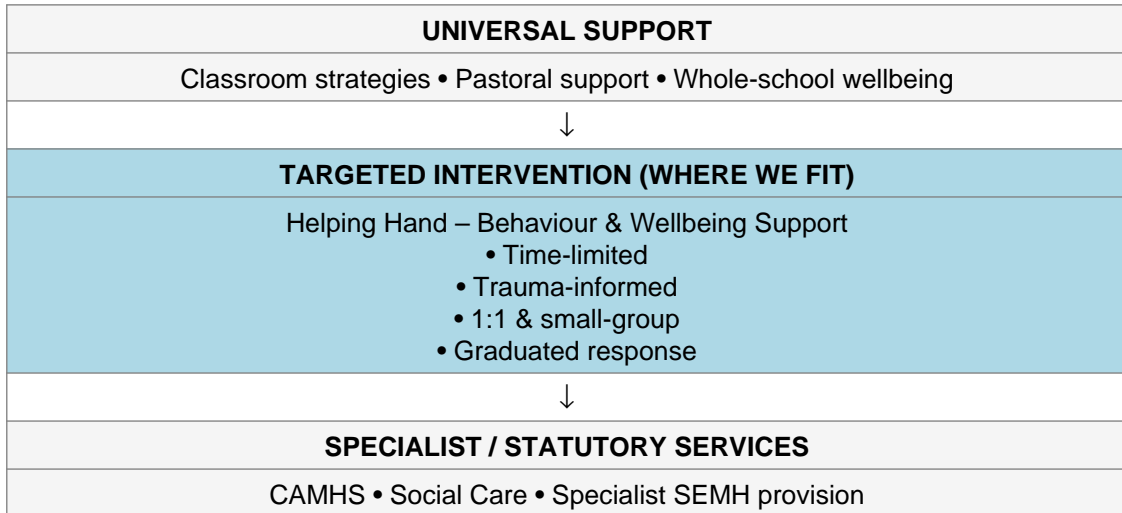 UNIVERSAL SUPPORT
Classroom strategies • Pastoral support • Whole-school wellbeing
↓
TARGETED INTERVENTION (WHERE WE FIT)
Helping Hand – Behaviour & Wellbeing Support
• Time-limited
• Trauma-informed
• 1:1 & small-group
• Graduated response
↓
SPECIALIST / STATUTORY SERVICES
CAMHS • Social Care • Specialist SEMH provision